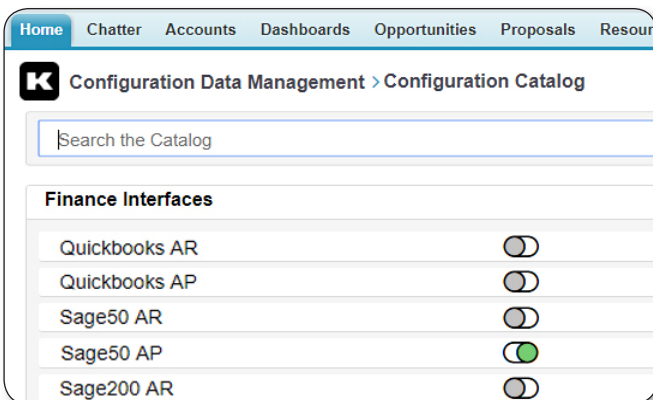 Home Chatter Accounts Dashboards Opportunities Proposals Resour
K Configuration Data Management > Configuration Catalog
Search the Catalog
Finance Interfaces
Quickbooks AR
Quickbooks AP
Sage50 AR
Sage50 AP
Sage200 AR